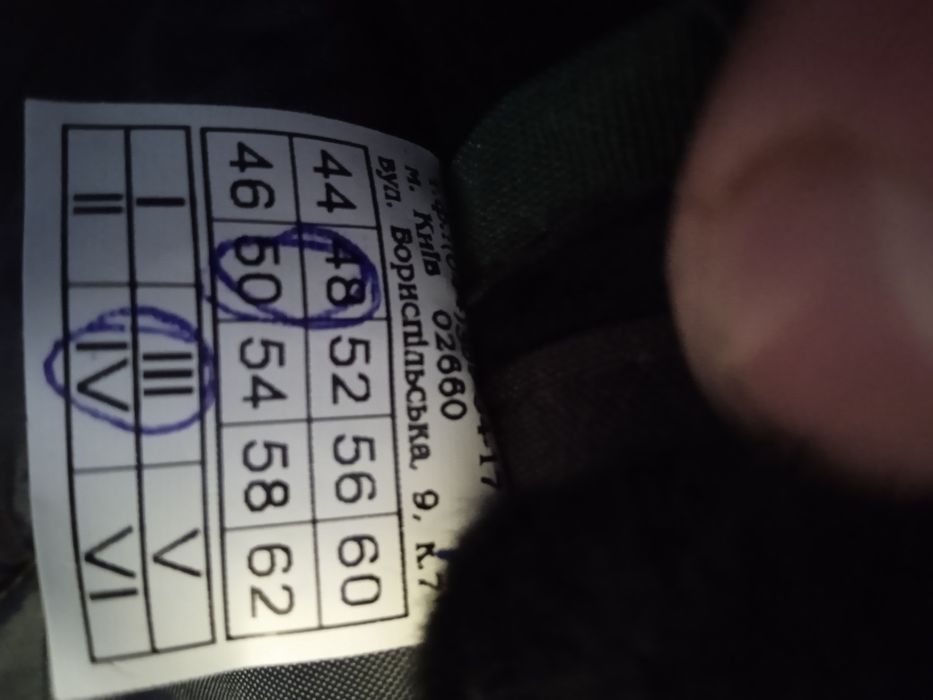 м. Київ 02660
вул. Бориспільська, 9, к.7
44 48 52 56 60
46 50 54 58 62
I III V
II IV VI